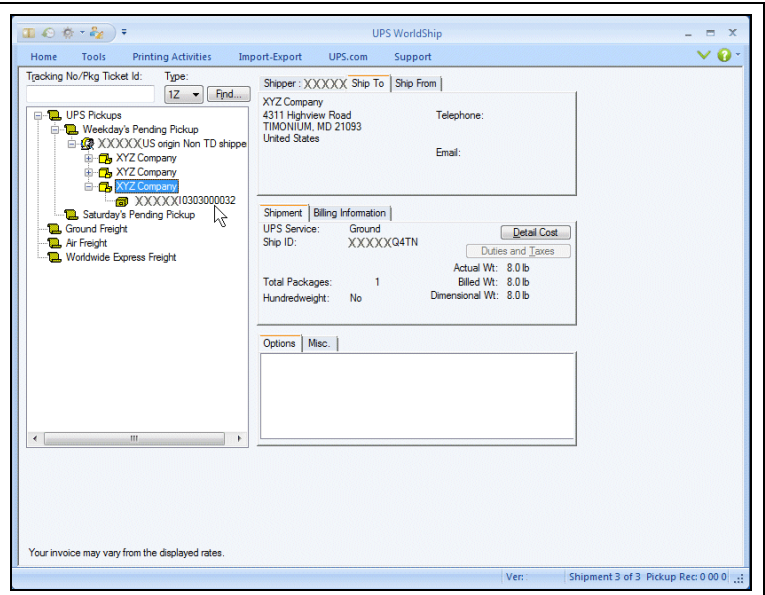 UPS WorldShip
Home Tools Printing Activities Import-Export UPS.com Support
Tracking No/Pkg Ticket Id: Type:
1Z Find...
UPS Pickups
Weekday's Pending Pickup
XXXXXUS origin Non TD shippe
XYZ Company
XYZ Company
XYZ Company
XXXXXI0303000032
Saturday's Pending Pickup
Ground Freight
Air Freight
Worldwide Express Freight
Shipper : XXXXX Ship To Ship From
XYZ Company
4311 Highview Road Telephone:
TIMONIUM, MD 21093
United States
Email:
Shipment Billing Information
UPS Service: Ground Detail Cost
Ship ID: XXXXXQ4TN
Duties and Taxes
Actual Wt: 8.0 lb
Total Packages: 1 Billed Wt: 8.0 lb
Hundredweight: No Dimensional Wt: 8.0 lb
Options Misc.
Your invoice may vary from the displayed rates.
Ver: Shipment 3 of 3 Pickup Rec: 0 00 0